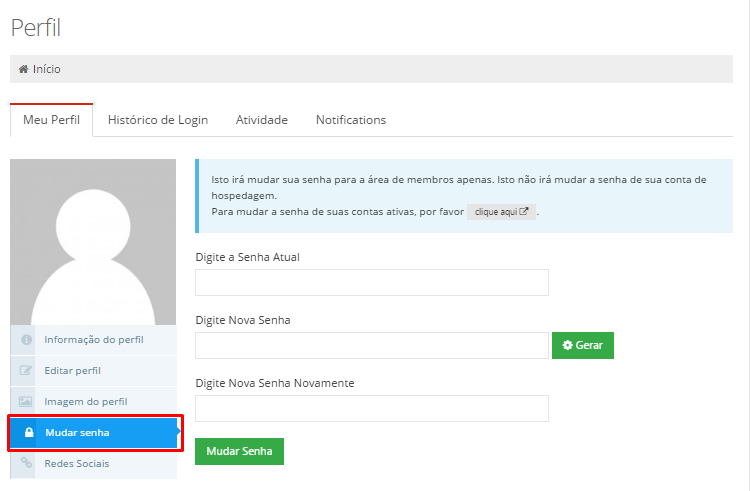 Perfil
Início
Meu Perfil Histórico de Login Atividade Notifications
Isto irá mudar sua senha para a área de membros apenas. Isto não irá mudar a senha de sua conta de
hospedagem.
Para mudar a senha de suas contas ativas, por favor clique aqui .
Digite a Senha Atual
Digite Nova Senha
Gerar
Digite Nova Senha Novamente
Mudar Senha
Informação do perfil
Editar perfil
Imagem do perfil
Mudar senha
Redes Sociais